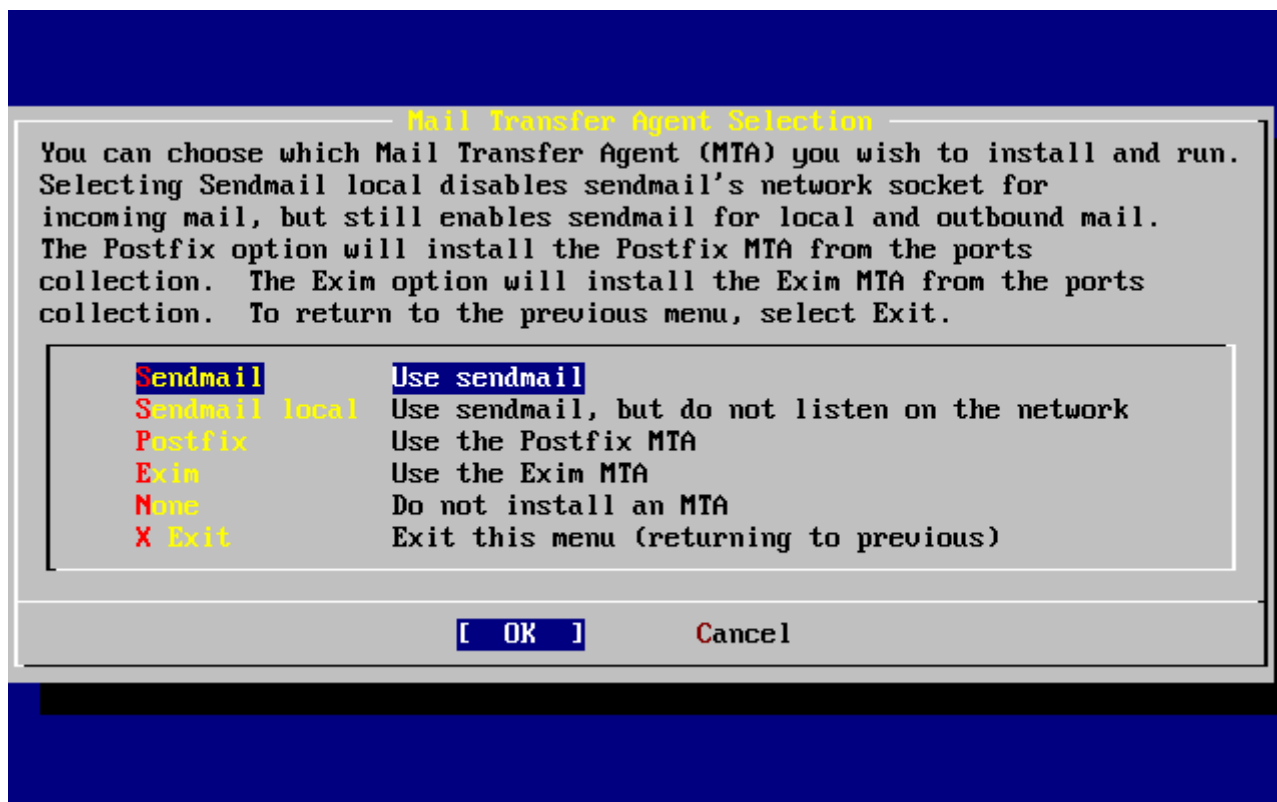 Mail Transfer Agent Selection
You can choose which Mail Transfer Agent (MTA) you wish to install and run.
Selecting Sendmail local disables sendmail's network socket for
incoming mail, but still enables sendmail for local and outbound mail.
The Postfix option will install the Postfix MTA from the ports
collection.  The Exim option will install the Exim MTA from the ports
collection.  To return to the previous menu, select Exit.
Sendmail Use sendmail
Sendmail local Use sendmail, but do not listen on the network
Postfix Use the Postfix MTA
Exim Use the Exim MTA
None Do not install an MTA
X Exit Exit this menu (returning to previous)
[ OK ] Cancel